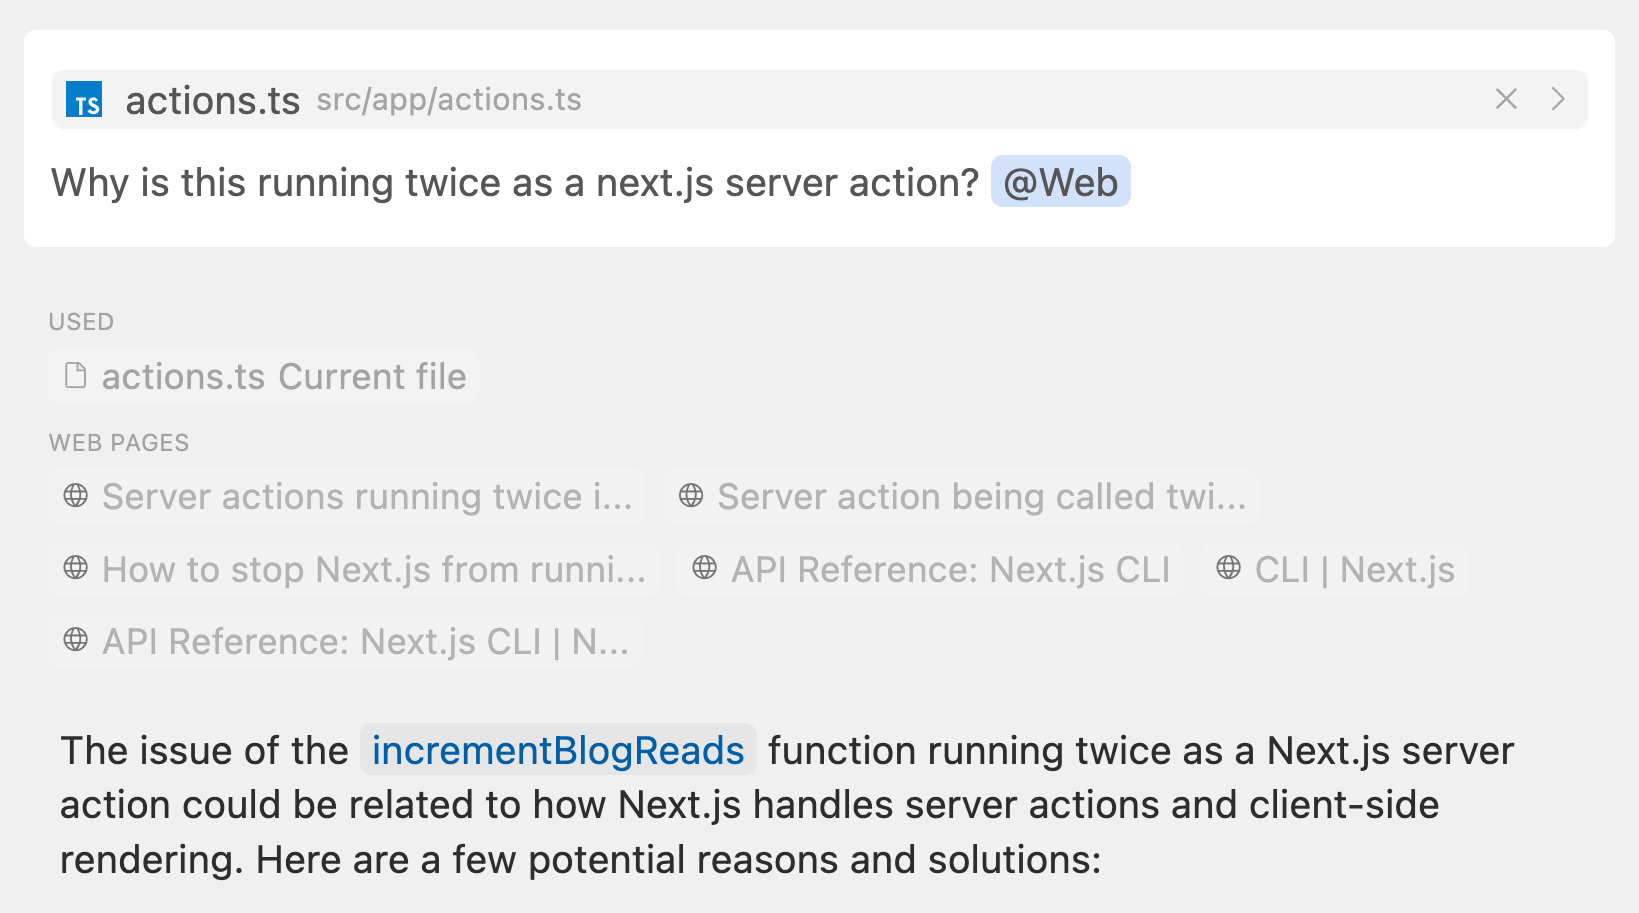 TS actions.ts src/app/actions.ts
Why is this running twice as a next.js server action? @Web
USED
actions.ts Current file
WEB PAGES
Server actions running twice i... Server action being called twi...
How to stop Next.js from runni... API Reference: Next.js CLI CLI | Next.js
API Reference: Next.js CLI | N...
The issue of the incrementBlogReads function running twice as a Next.js server
action could be related to how Next.js handles server actions and client-side
rendering. Here are a few potential reasons and solutions: